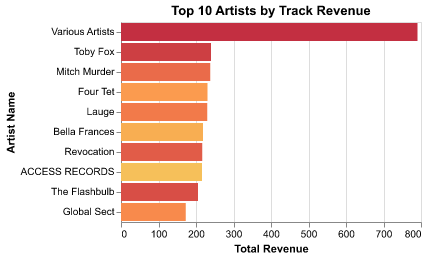 Top 10 Artists by Track Revenue
Artist Name
Various Artists
Toby Fox
Mitch Murder
Four Tet
Lauge
Bella Frances
Revocation
ACCESS RECORDS
The Flashbulb
Global Sect
0 100 200 300 400 500 600 700 800
Total Revenue